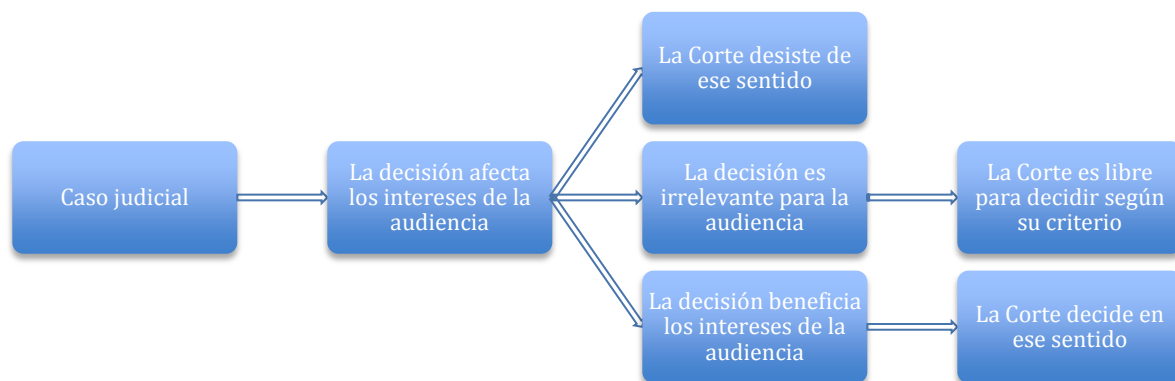 La Corte desiste de
ese sentido
Caso judicial
La decisión afecta
los intereses de la
audiencia
La decisión es
irrelevante para la
audiencia
La Corte es libre
para decidir según
su criterio
La decisión beneficia
los intereses de la
audiencia
La Corte decide en
ese sentido